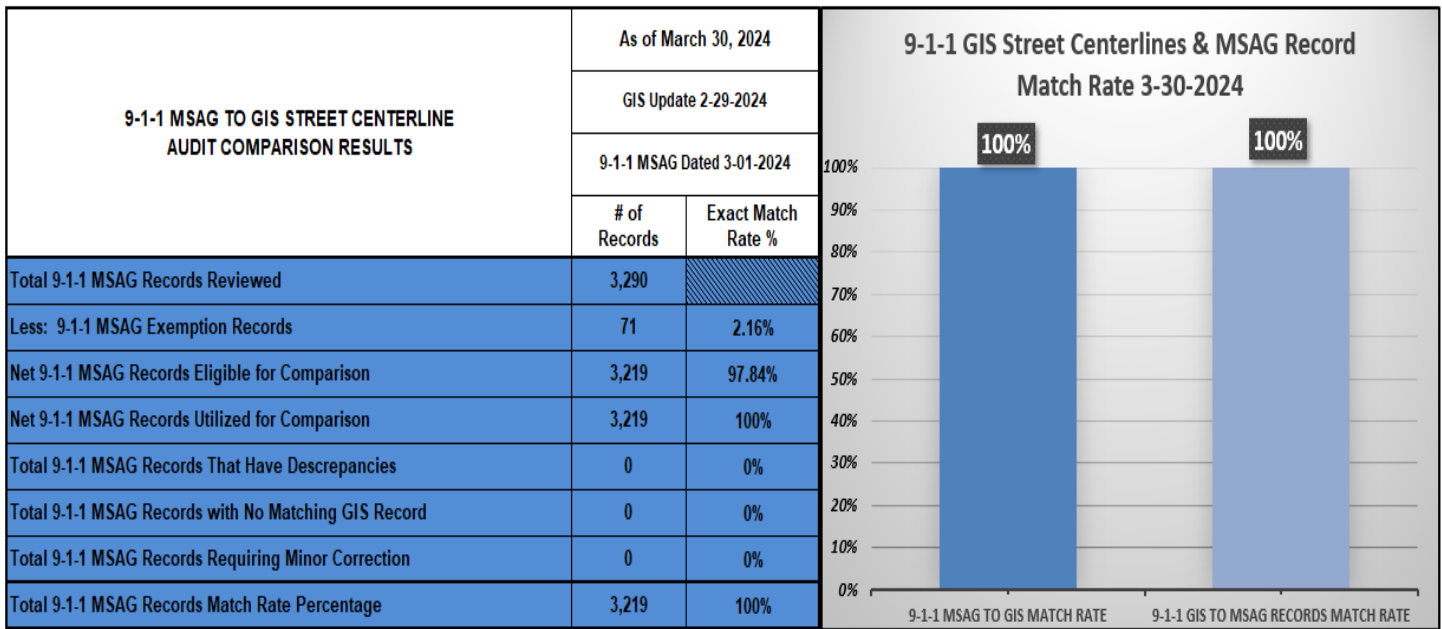 9-1-1 MSAG TO GIS STREET CENTERLINE
AUDIT COMPARISON RESULTS
As of March 30, 2024
GIS Update 2-29-2024
9-1-1 MSAG Dated 3-01-2024
# of
Records
Exact Match
Rate %
Total 9-1-1 MSAG Records Reviewed 3,290
Less: 9-1-1 MSAG Exemption Records 71 2.16%
Net 9-1-1 MSAG Records Eligible for Comparison 3,219 97.84%
Net 9-1-1 MSAG Records Utilized for Comparison 3,219 100%
Total 9-1-1 MSAG Records That Have Descrepancies 0 0%
Total 9-1-1 MSAG Records with No Matching GIS Record 0 0%
Total 9-1-1 MSAG Records Requiring Minor Correction 0 0%
Total 9-1-1 MSAG Records Match Rate Percentage 3,219 100%
9-1-1 GIS Street Centerlines & MSAG Record
Match Rate 3-30-2024
100% 100%
100%
90%
80%
70%
60%
50%
40%
30%
20%
10%
0%
9-1-1 MSAG TO GIS MATCH RATE 9-1-1 GIS TO MSAG RECORDS MATCH RATE